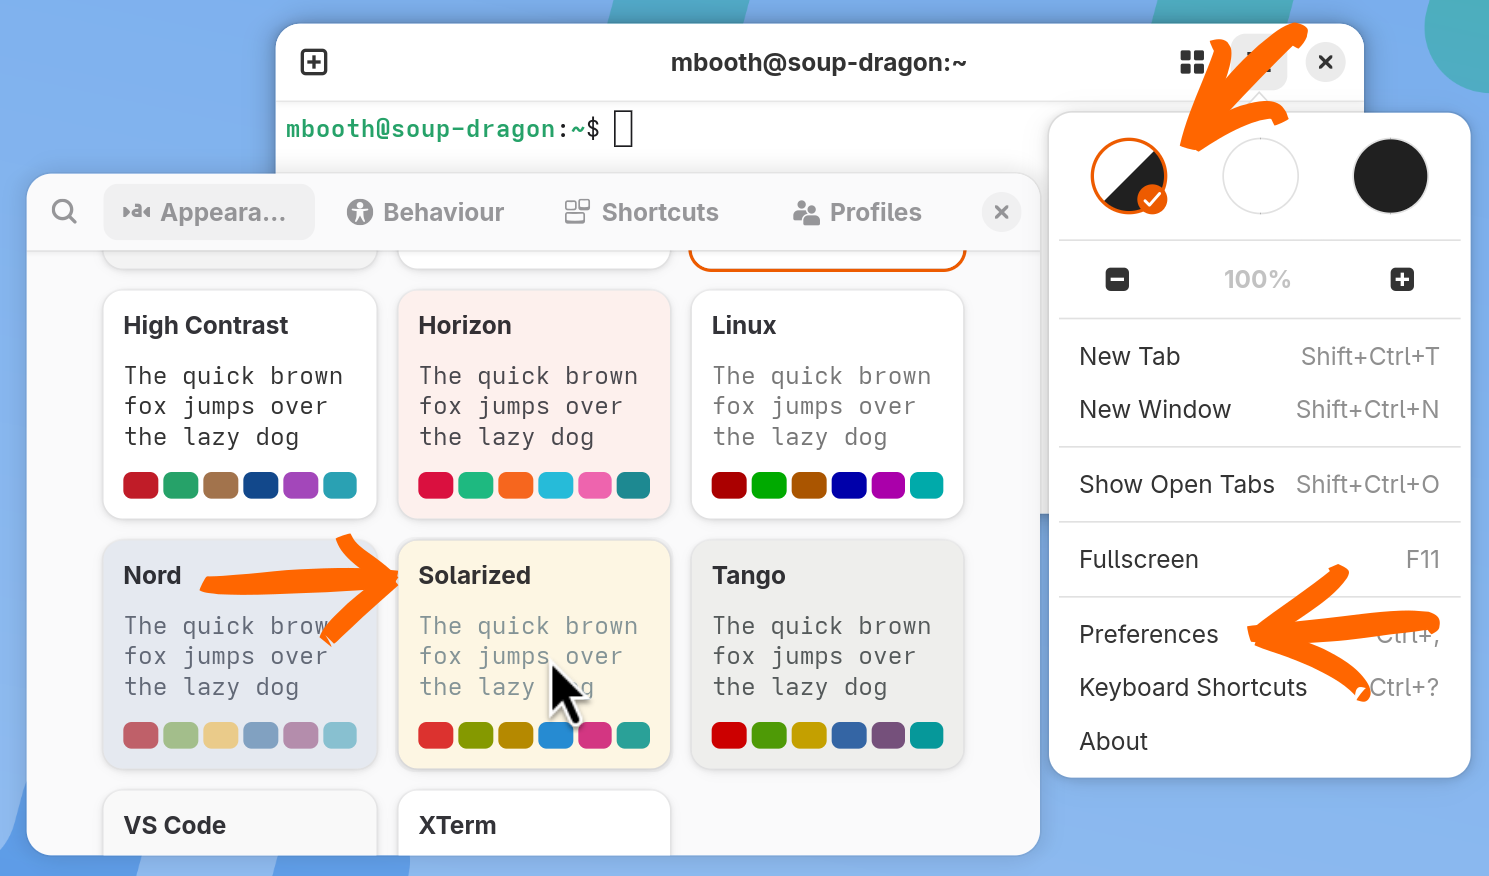 mbooth@soup-dragon:~
mbooth@soup-dragon:~$
Appeara...
Behaviour
Shortcuts
Profiles
High Contrast
The quick brown
fox jumps over
the lazy dog
Horizon
The quick brown
fox jumps over
the lazy dog
Linux
The quick brown
fox jumps over
the lazy dog
Nord
The quick brow
fox jumps over
the lazy dog
Solarized
The quick brown
fox jumps over
the lazy
Tango
The quick brown
fox jumps over
the lazy dog
VS Code
XTerm
100%
New Tab Shift+Ctrl+T
New Window Shift+Ctrl+N
Show Open Tabs Shift+Ctrl+O
Fullscreen F11
Preferences Ctrl+,
Keyboard Shortcuts Ctrl+?
About